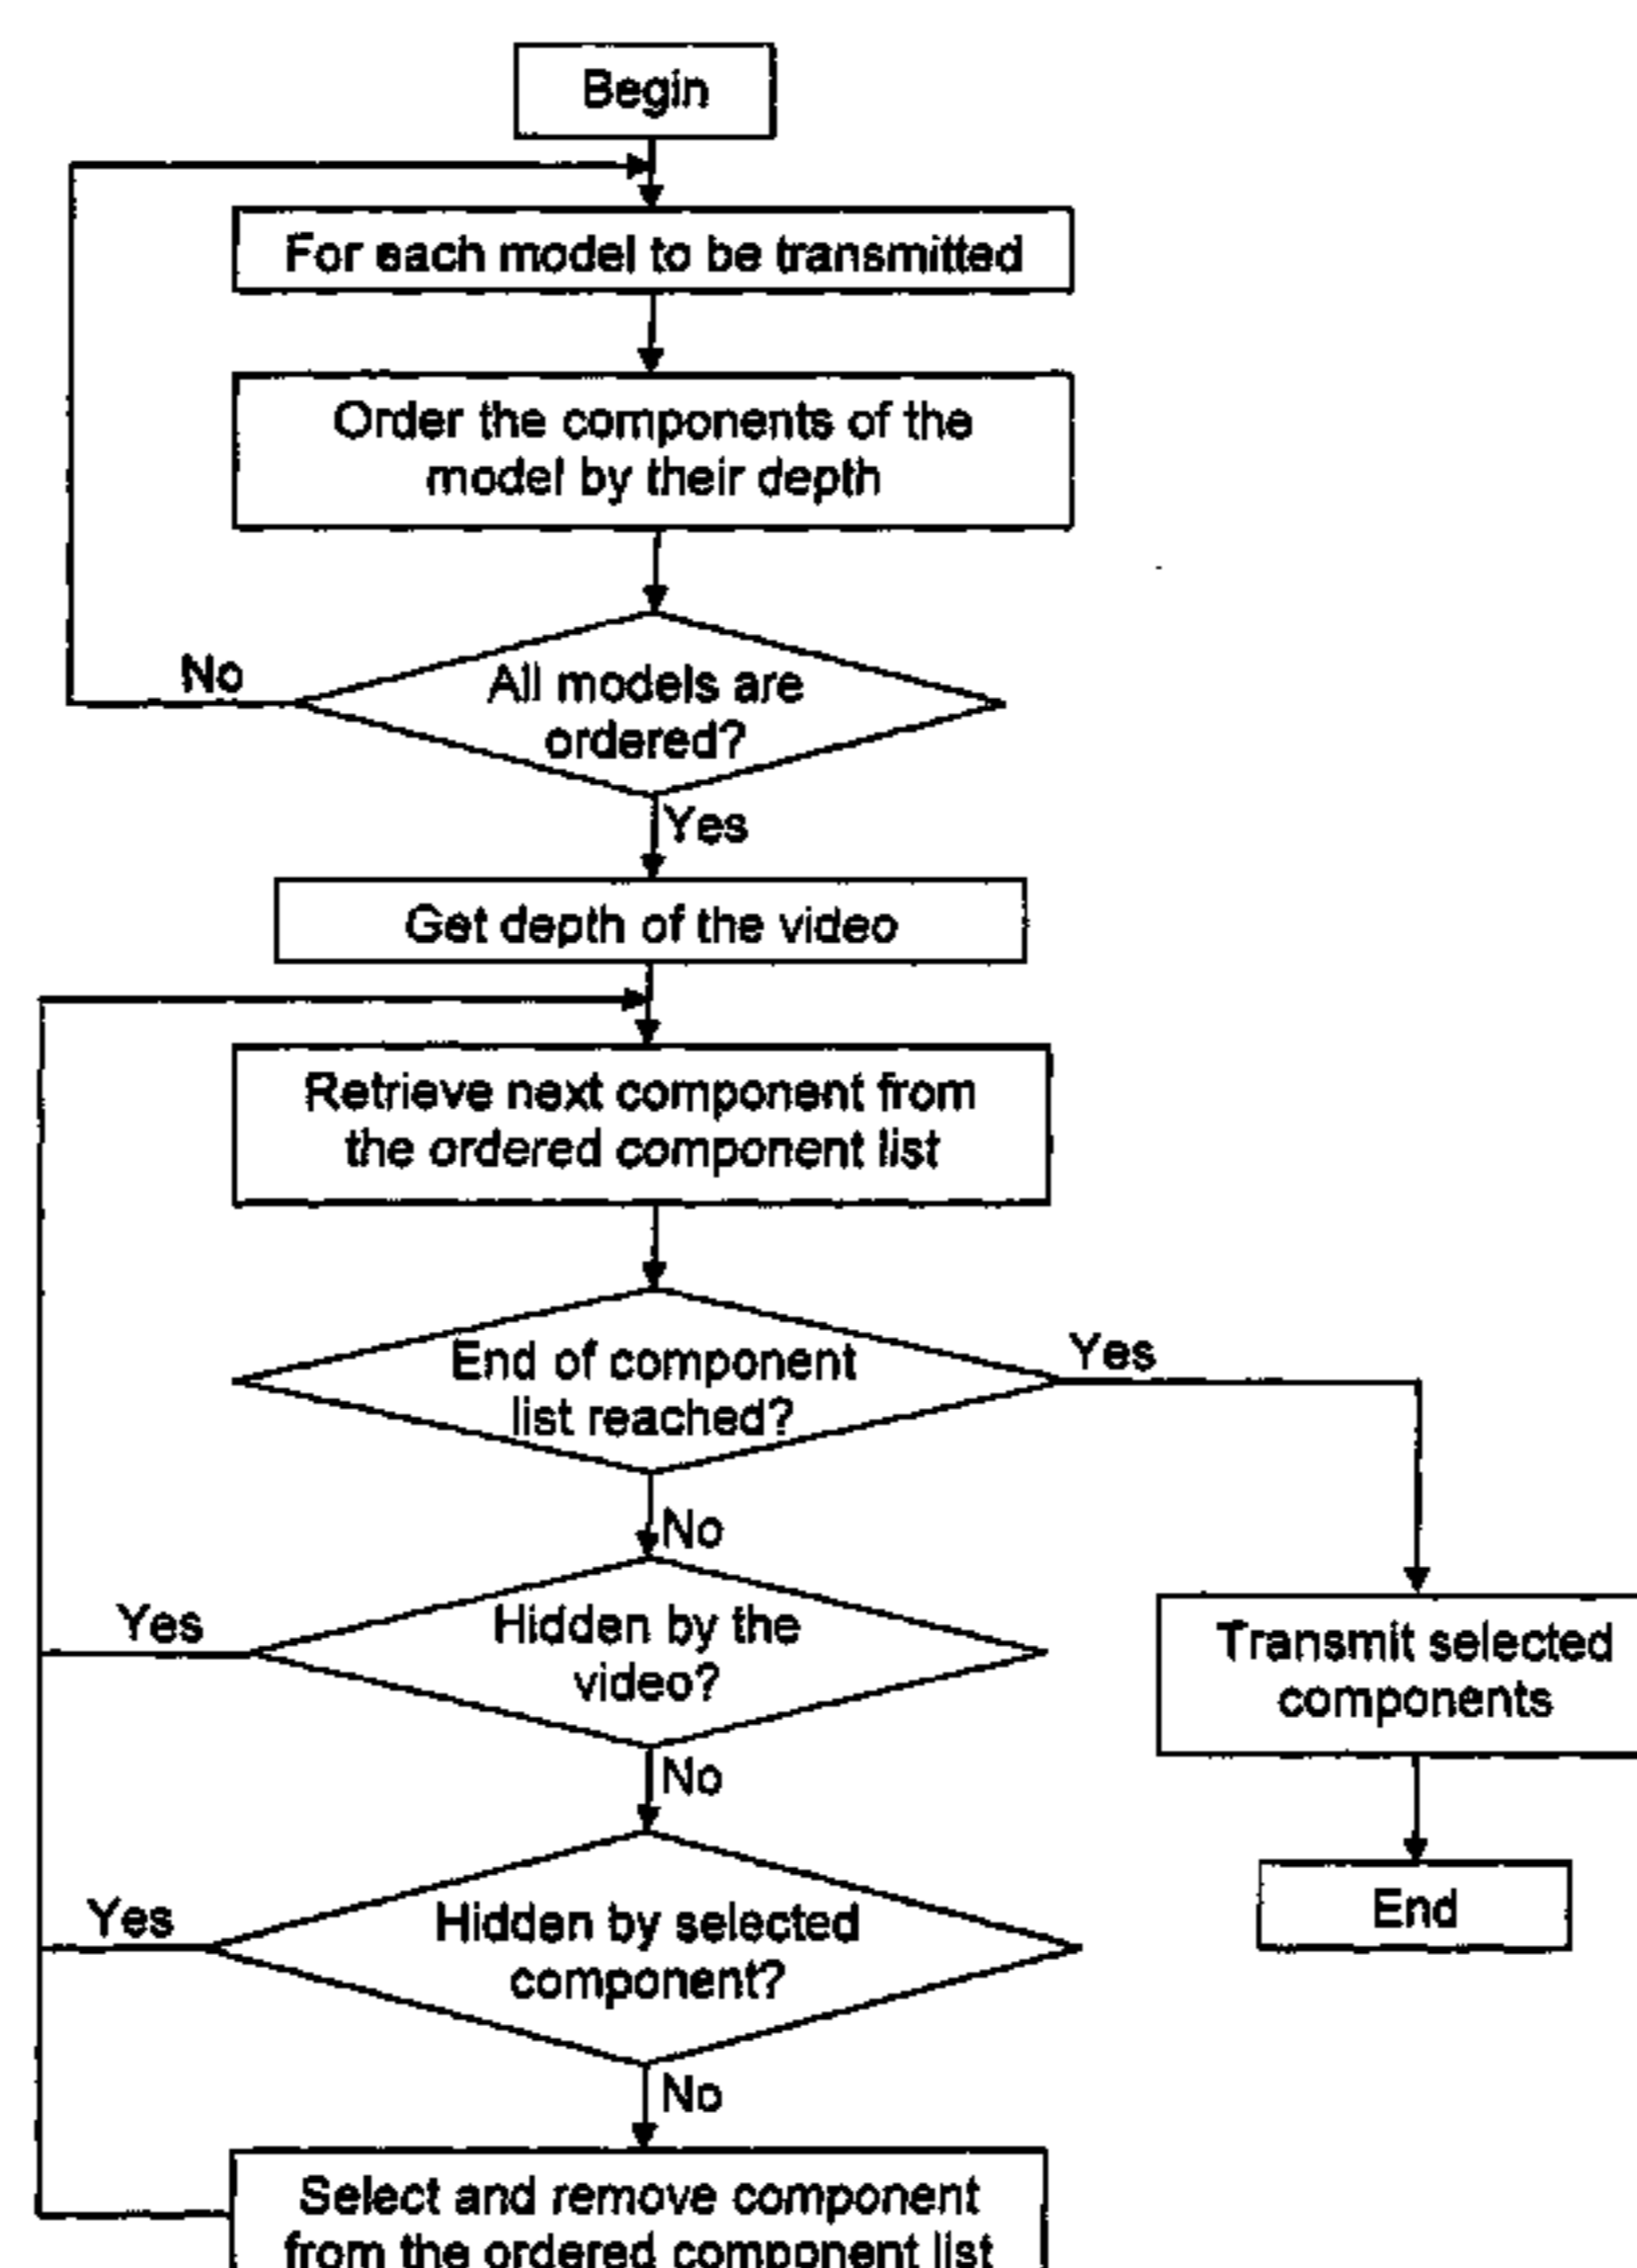 Begin
For each model to be transmitted
Order the components of the
model by their depth
No
All models are
ordered?
Yes
Get depth of the video
Retrieve next component from
the ordered component list
End of component
list reached?
Yes
No
Yes
Hidden by the
video?
Transmit selected
components
No
Yes
Hidden by selected
component?
End
No
Select and remove component
from the ordered component list